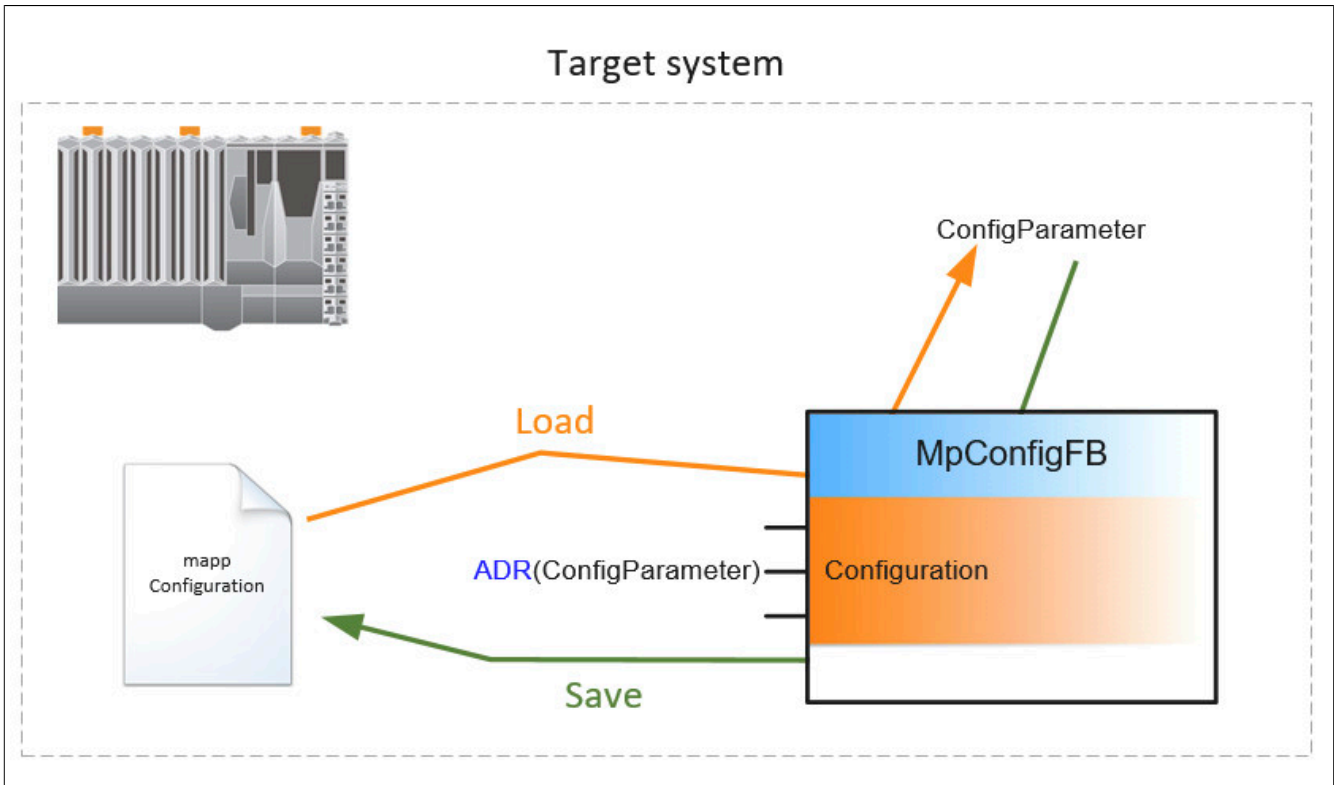 Target system
ConfigParameter
Load
MpConfigFB
mapp
Configuration
ADR(ConfigParameter)
Configuration
Save